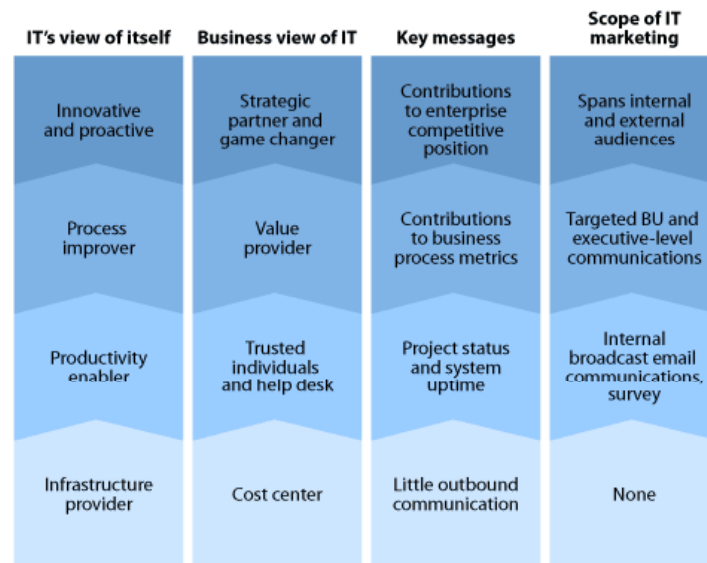 IT's view of itself
Business view of IT
Key messages
Scope of IT
marketing
Innovative
and proactive
Strategic
partner and
game changer
Contributions
to enterprise
competitive
position
Spans internal
and external
audiences
Process
improver
Value
provider
Contributions
to business
process metrics
Targeted BU and
executive-level
communications
Productivity
enabler
Trusted
individuals
and help desk
Project status
and system
uptime
Internal
broadcast email
communications,
survey
Infrastructure
provider
Cost center
Little outbound
communication
None